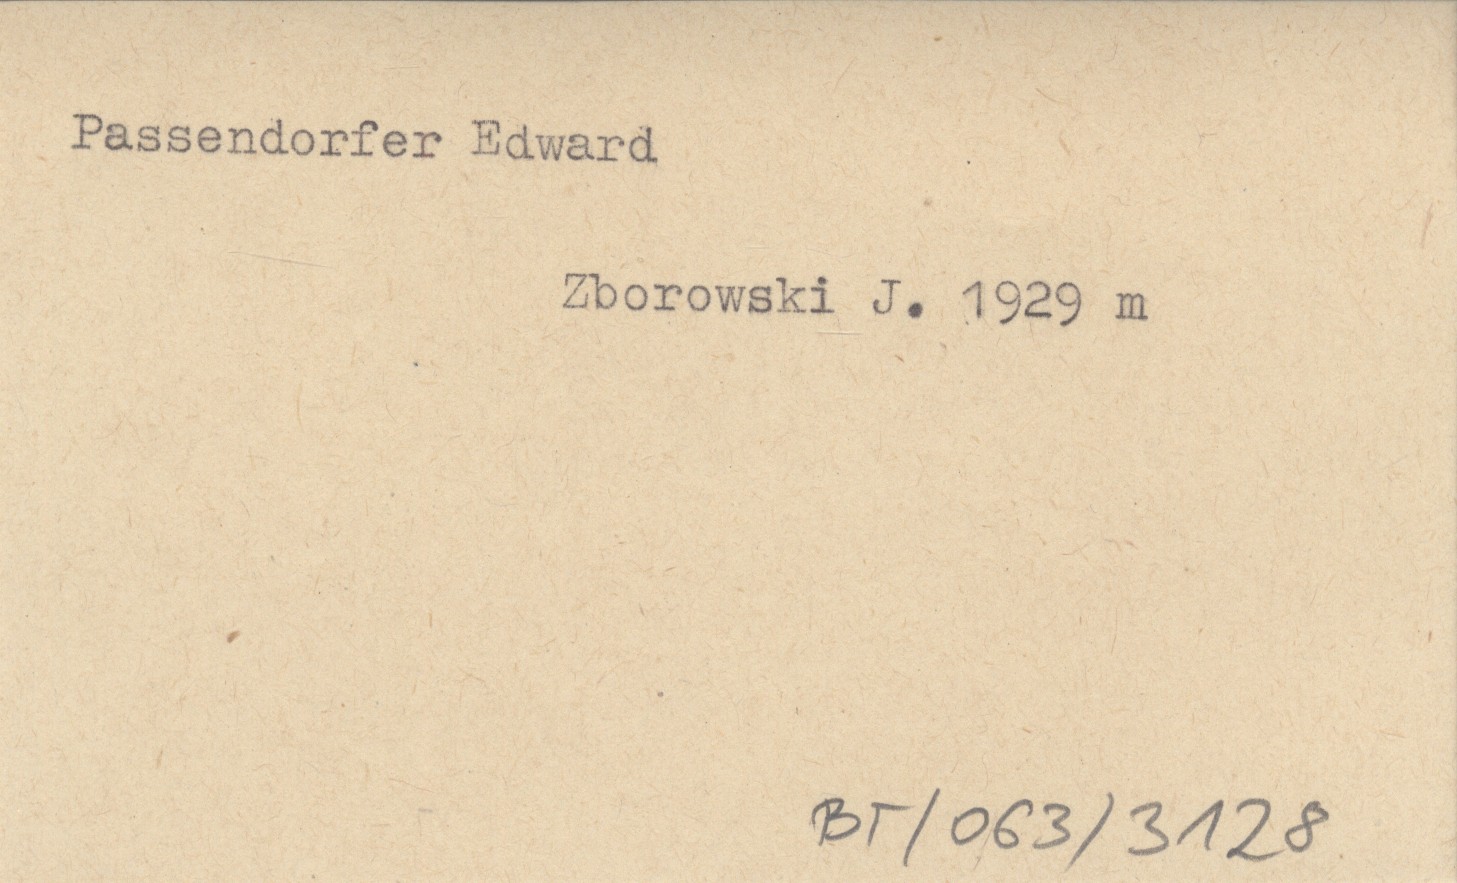 Passendorfer Edward
Zborowski J. 1929 m
BT/063/3128